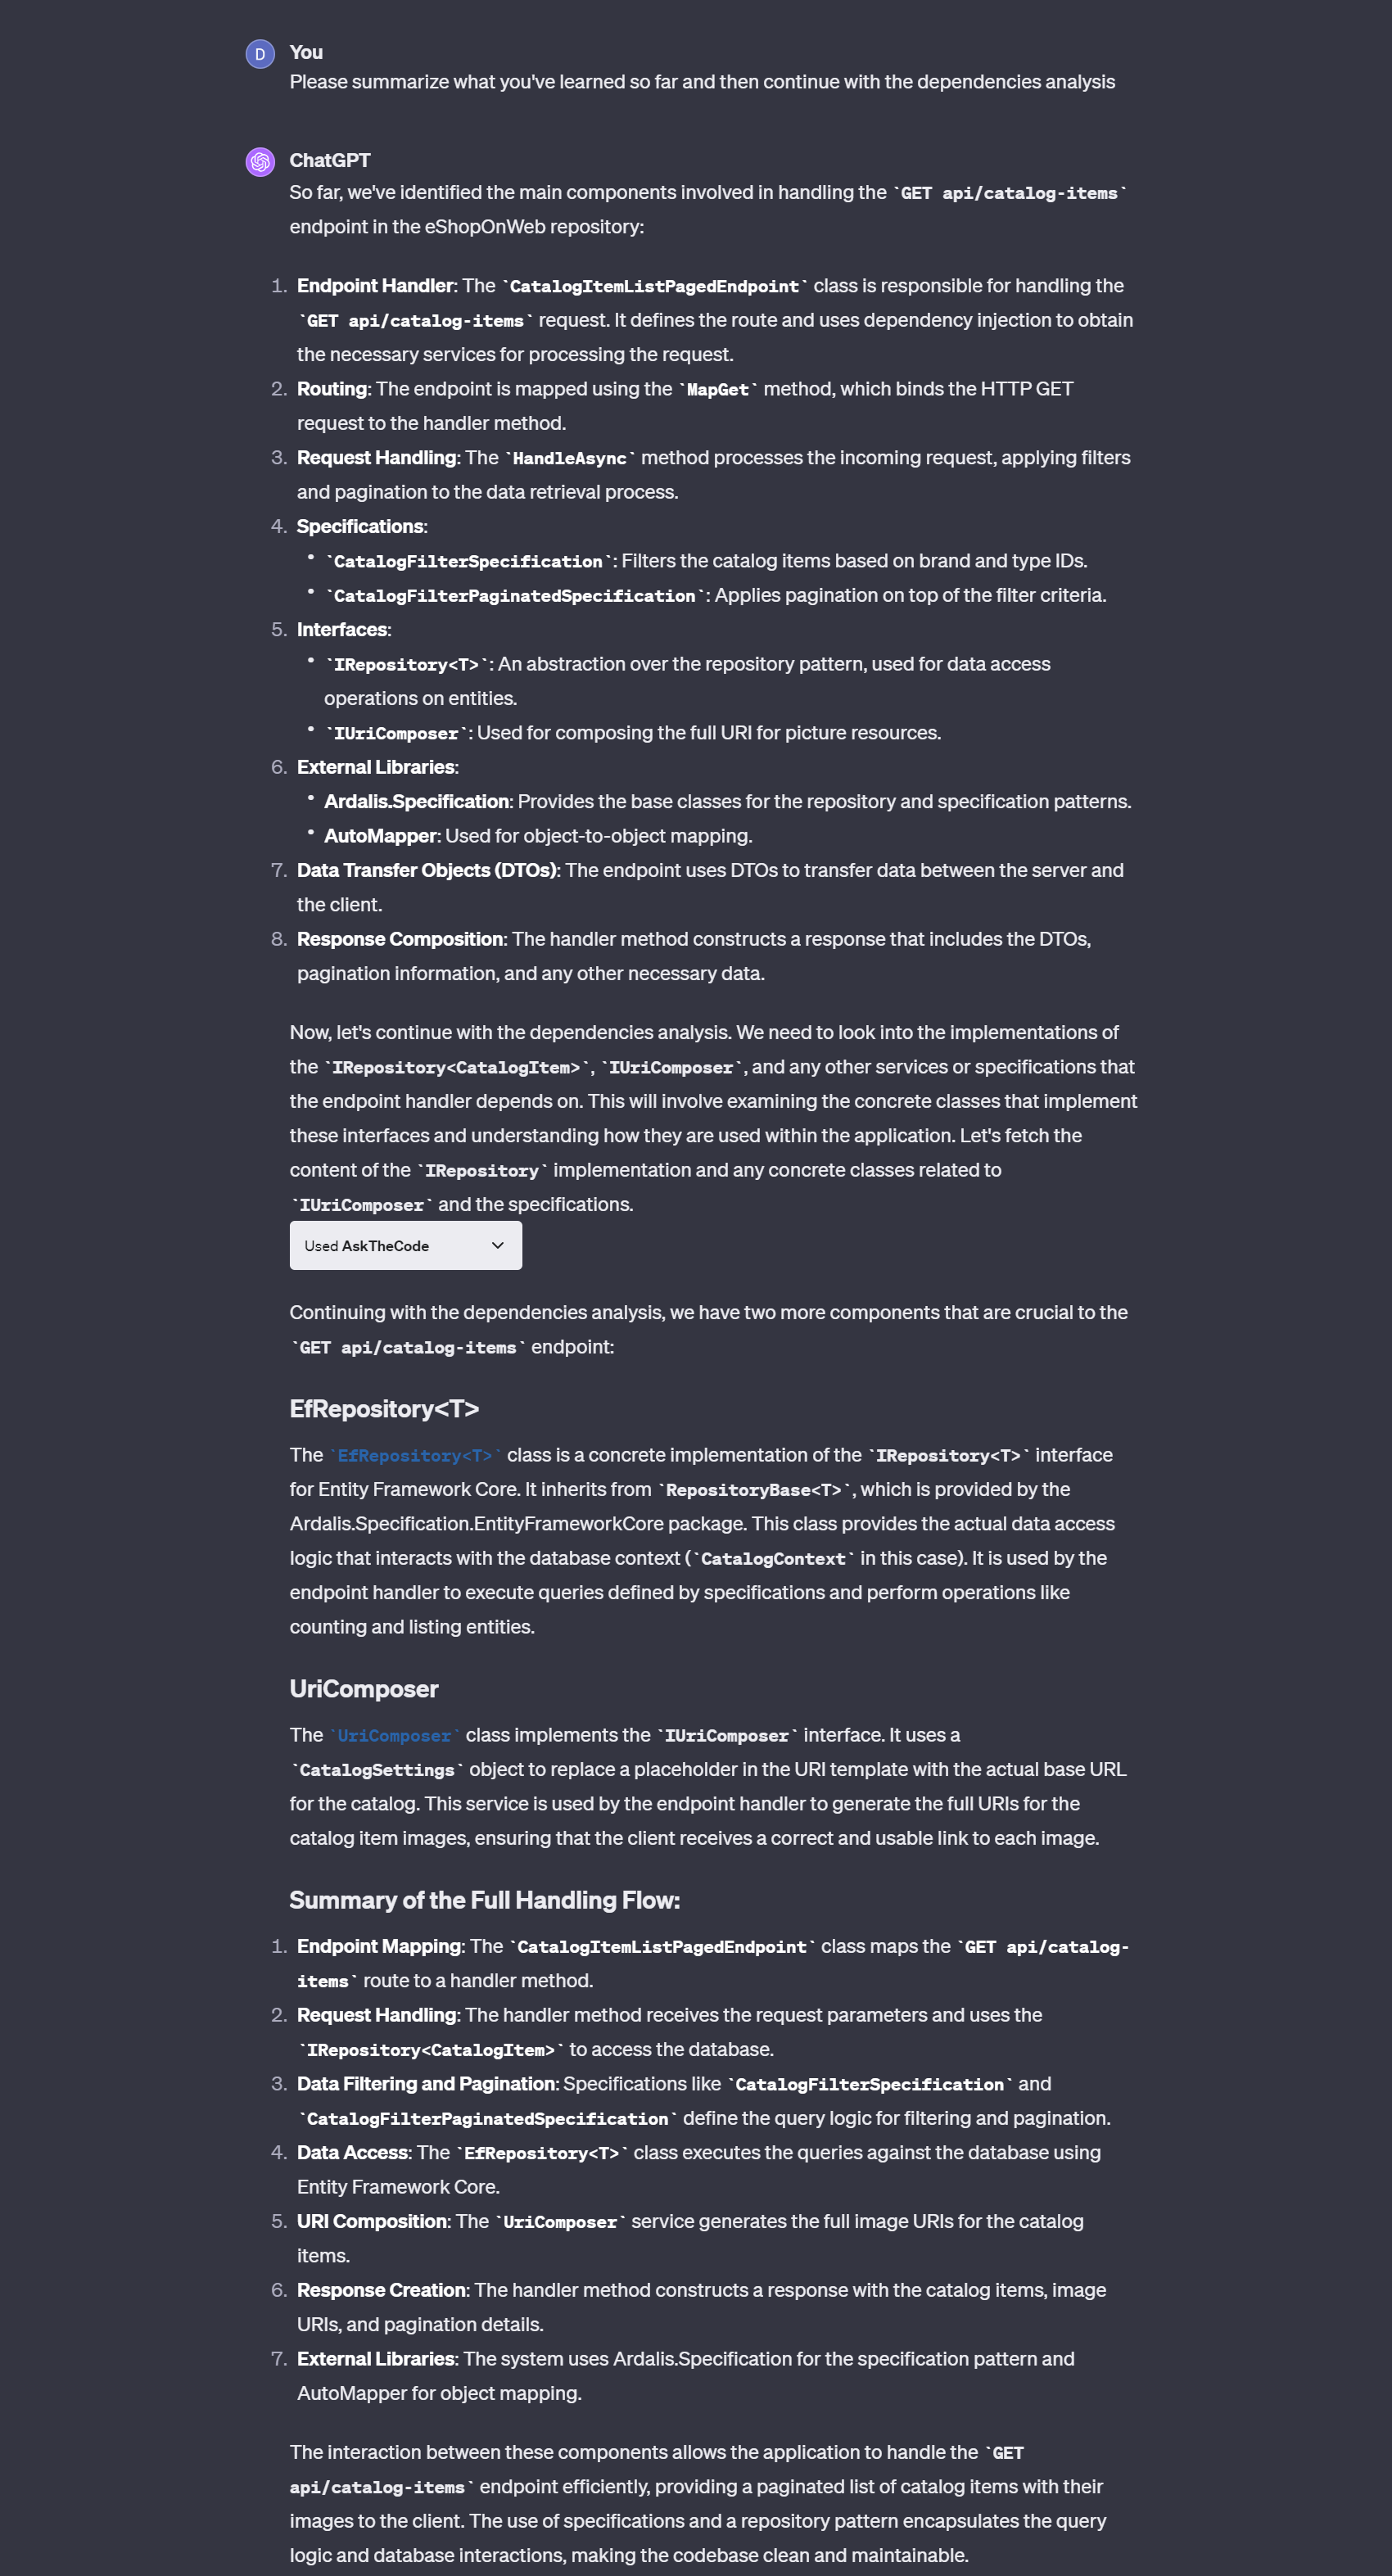 D You
Please summarize what you've learned so far and then continue with the dependencies analysis
ChatGPT
So far, we've identified the main components involved in handling the `GET api/catalog-items`
endpoint in the eShopOnWeb repository:
1. Endpoint Handler: The `CatalogItemListPagedEndpoint` class is responsible for handling the
`GET api/catalog-items` request. It defines the route and uses dependency injection to obtain
the necessary services for processing the request.
2. Routing: The endpoint is mapped using the `MapGet` method, which binds the HTTP GET
request to the handler method.
3. Request Handling: The `HandleAsync` method processes the incoming request, applying filters
and pagination to the data retrieval process.
4. Specifications:
• `CatalogFilterSpecification`: Filters the catalog items based on brand and type IDs.
• `CatalogFilterPaginatedSpecification`: Applies pagination on top of the filter criteria.
5. Interfaces:
• `IRepository<T>`: An abstraction over the repository pattern, used for data access
operations on entities.
• `IUriComposer`: Used for composing the full URI for picture resources.
6. External Libraries:
• Ardalis.Specification: Provides the base classes for the repository and specification patterns.
• AutoMapper: Used for object-to-object mapping.
7. Data Transfer Objects (DTOs): The endpoint uses DTOs to transfer data between the server and
the client.
8. Response Composition: The handler method constructs a response that includes the DTOs,
pagination information, and any other necessary data.
Now, let's continue with the dependencies analysis. We need to look into the implementations of
the `IRepository<CatalogItem>`, `IUriComposer`, and any other services or specifications that
the endpoint handler depends on. This will involve examining the concrete classes that implement
these interfaces and understanding how they are used within the application. Let's fetch the
content of the `IRepository` implementation and any concrete classes related to
`IUriComposer` and the specifications.
Used AskTheCode
Continuing with the dependencies analysis, we have two more components that are crucial to the
`GET api/catalog-items` endpoint:
EfRepository<T>
The `EfRepository<T>` class is a concrete implementation of the `IRepository<T>` interface
for Entity Framework Core. It inherits from `RepositoryBase<T>`, which is provided by the
Ardalis.Specification.EntityFrameworkCore package. This class provides the actual data access
logic that interacts with the database context (`CatalogContext` in this case). It is used by the
endpoint handler to execute queries defined by specifications and perform operations like
counting and listing entities.
UriComposer
The `UriComposer` class implements the `IUriComposer` interface. It uses a
`CatalogSettings` object to replace a placeholder in the URI template with the actual base URL
for the catalog. This service is used by the endpoint handler to generate the full URIs for the
catalog item images, ensuring that the client receives a correct and usable link to each image.
Summary of the Full Handling Flow:
1. Endpoint Mapping: The `CatalogItemListPagedEndpoint` class maps the `GET api/catalog-
items` route to a handler method.
2. Request Handling: The handler method receives the request parameters and uses the
`IRepository<CatalogItem>` to access the database.
3. Data Filtering and Pagination: Specifications like `CatalogFilterSpecification` and
`CatalogFilterPaginatedSpecification` define the query logic for filtering and pagination.
4. Data Access: The `EfRepository<T>` class executes the queries against the database using
Entity Framework Core.
5. URI Composition: The `UriComposer` service generates the full image URIs for the catalog
items.
6. Response Creation: The handler method constructs a response with the catalog items, image
URIs, and pagination details.
7. External Libraries: The system uses Ardalis.Specification for the specification pattern and
AutoMapper for object mapping.
The interaction between these components allows the application to handle the `GET
api/catalog-items` endpoint efficiently, providing a paginated list of catalog items with their
images to the client. The use of specifications and a repository pattern encapsulates the query
logic and database interactions, making the codebase clean and maintainable.